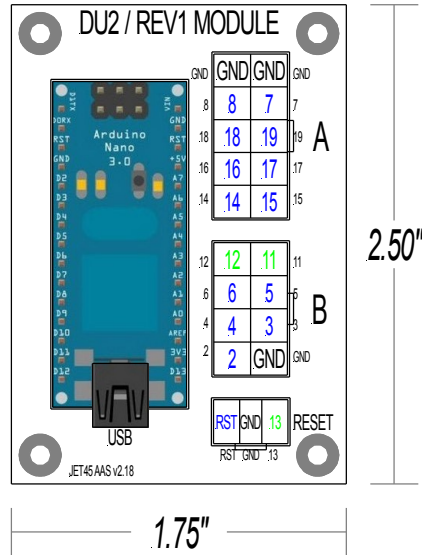 DU2 / REV1 MODULE
D1TX VIN
D0RX GND
RST RST
GND +5V
D2 A7
D3 A6
D4 A5
D5 A4
D6 A3
D7 A2
D8 A1
D9 A0
D10 AREF
D11 3V3
D12 D13
Arduino
Nano
3.0
USB
JET45 AAS v2.18
.GND GND GND GND
.8 8 .7 .7
.18 .18 .19 .19
.16 .16 .17 .17
.14 .14 .15 .15
A
.12 .12 .11 .11
.6 6 5 .5
.4 4 3 .3
2 2 GND GND
B
RST GND .13 RESET
RST GND .13
2.50"
1.75"